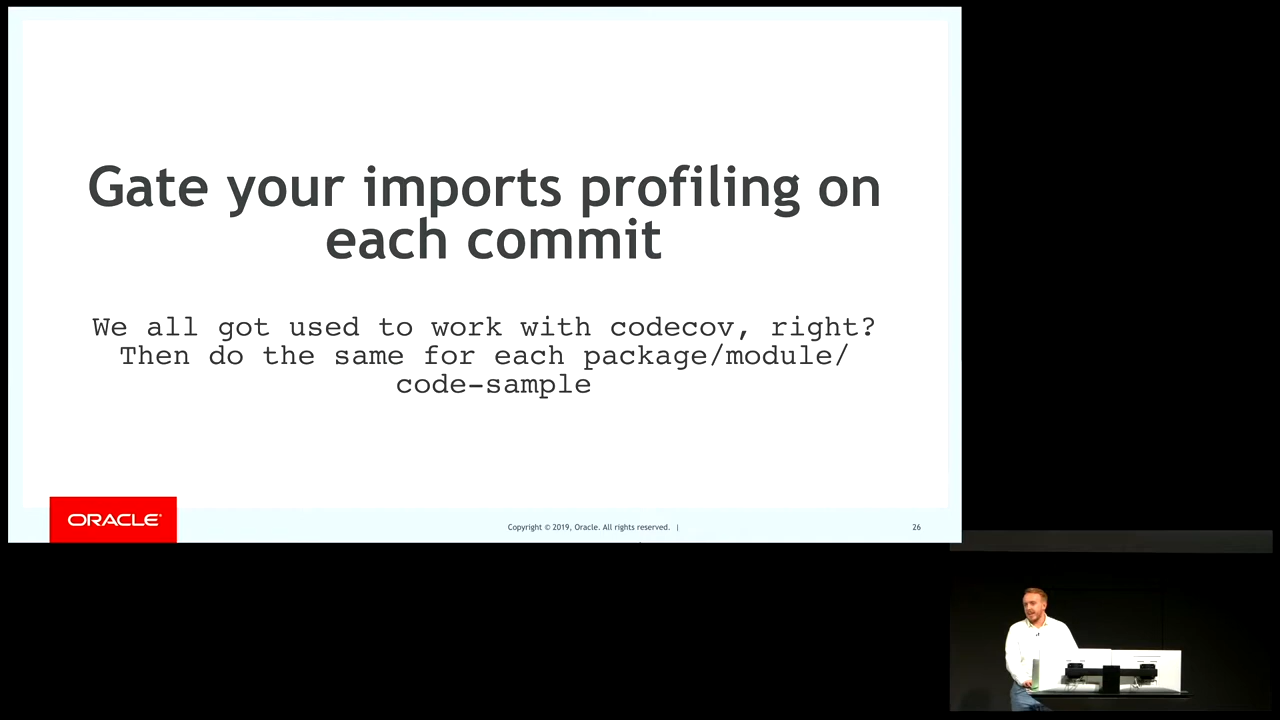 Gate your imports profiling on
each commit
We all got used to work with codecov, right?
Then do the same for each package/module/
code-sample
ORACLE
Copyright © 2019, Oracle. All rights reserved. |
26